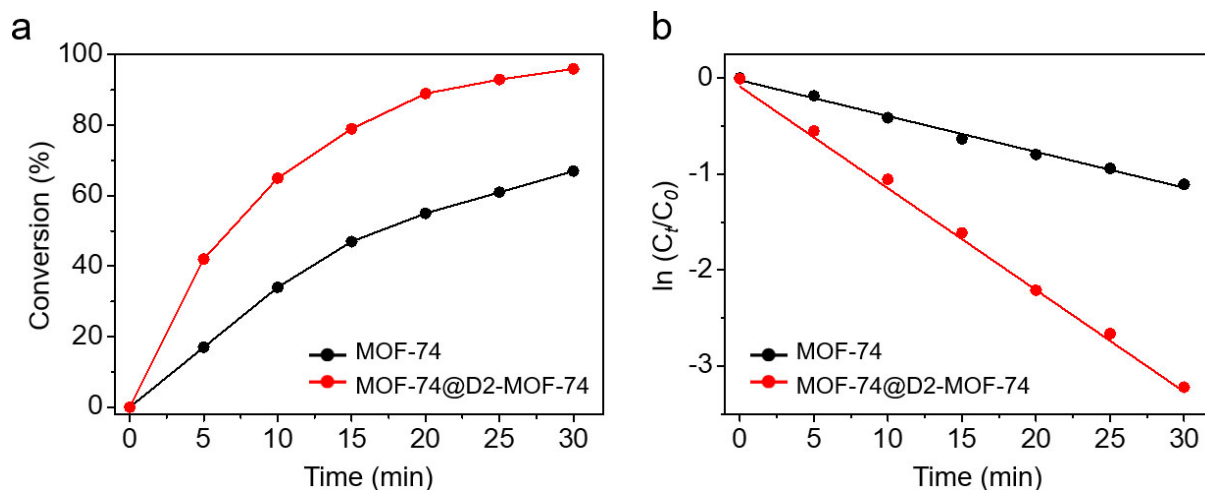 a
100
80
60
40
20
0
Conversion (%)
0 5 10 15 20 25 30
Time (min)
MOF-74
MOF-74@D2-MOF-74
b
0
-1
-2
-3
ln (Ct/C0)
0 5 10 15 20 25 30
Time (min)
MOF-74
MOF-74@D2-MOF-74